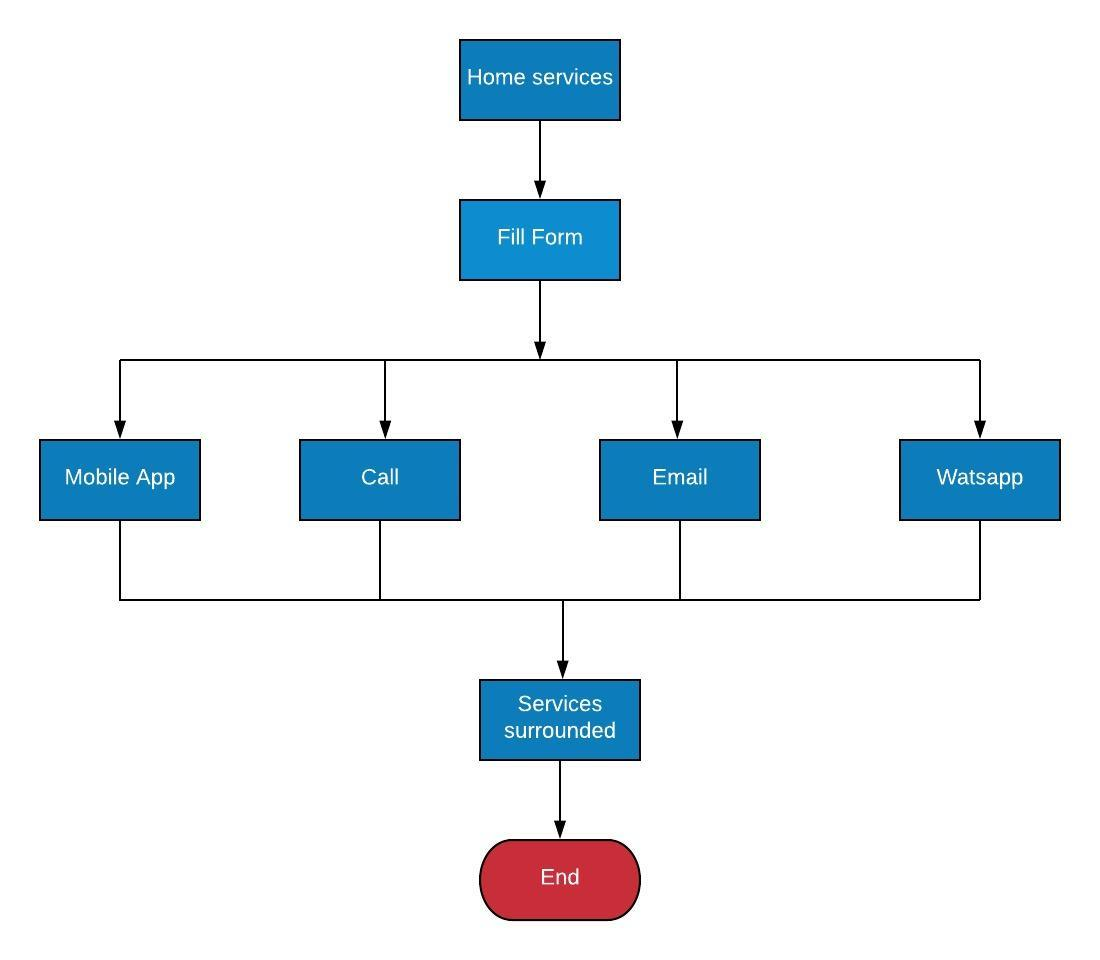 Home services
Fill Form
Mobile App
Call
Email
Watsapp
Services
surrounded
End